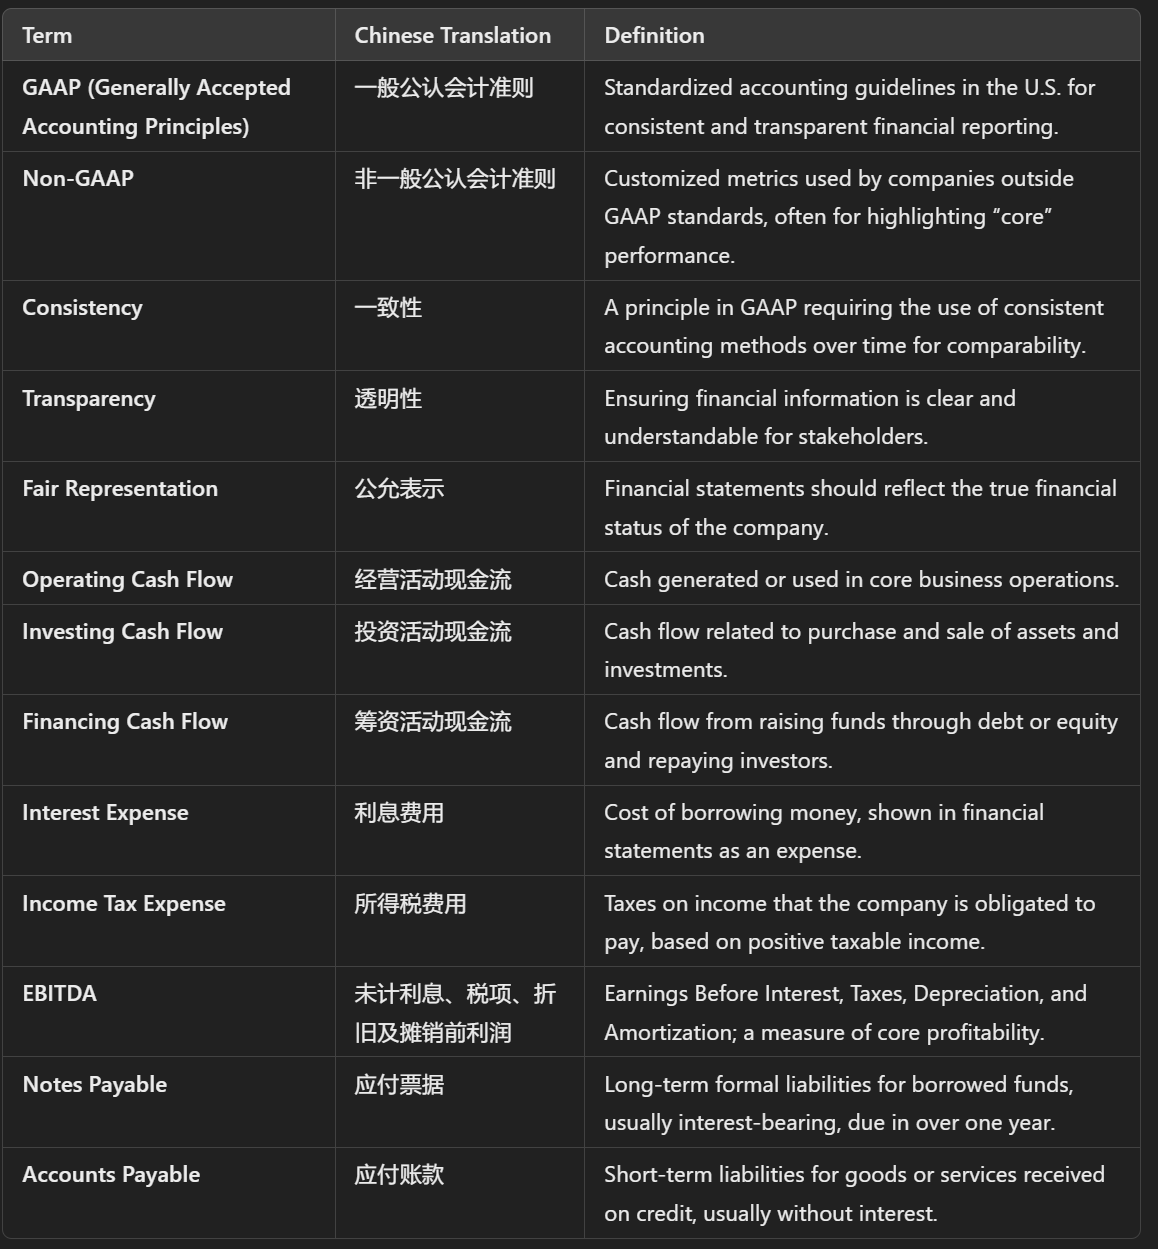 Term
Chinese Translation
Definition
GAAP (Generally Accepted
Accounting Principles)
一般公认会计准则
Standardized accounting guidelines in the U.S. for
consistent and transparent financial reporting.
Non-GAAP
非一般公认会计准则
Customized metrics used by companies outside
GAAP standards, often for highlighting “core”
performance.
Consistency
一致性
A principle in GAAP requiring the use of consistent
accounting methods over time for comparability.
Transparency
透明性
Ensuring financial information is clear and
understandable for stakeholders.
Fair Representation
公允表示
Financial statements should reflect the true financial
status of the company.
Operating Cash Flow
经营活动现金流
Cash generated or used in core business operations.
Investing Cash Flow
投资活动现金流
Cash flow related to purchase and sale of assets and
investments.
Financing Cash Flow
筹资活动现金流
Cash flow from raising funds through debt or equity
and repaying investors.
Interest Expense
利息费用
Cost of borrowing money, shown in financial
statements as an expense.
Income Tax Expense
所得税费用
Taxes on income that the company is obligated to
pay, based on positive taxable income.
EBITDA
未计利息、税项、折
旧及摊销前利润
Earnings Before Interest, Taxes, Depreciation, and
Amortization; a measure of core profitability.
Notes Payable
应付票据
Long-term formal liabilities for borrowed funds,
usually interest-bearing, due in over one year.
Accounts Payable
应付账款
Short-term liabilities for goods or services received
on credit, usually without interest.